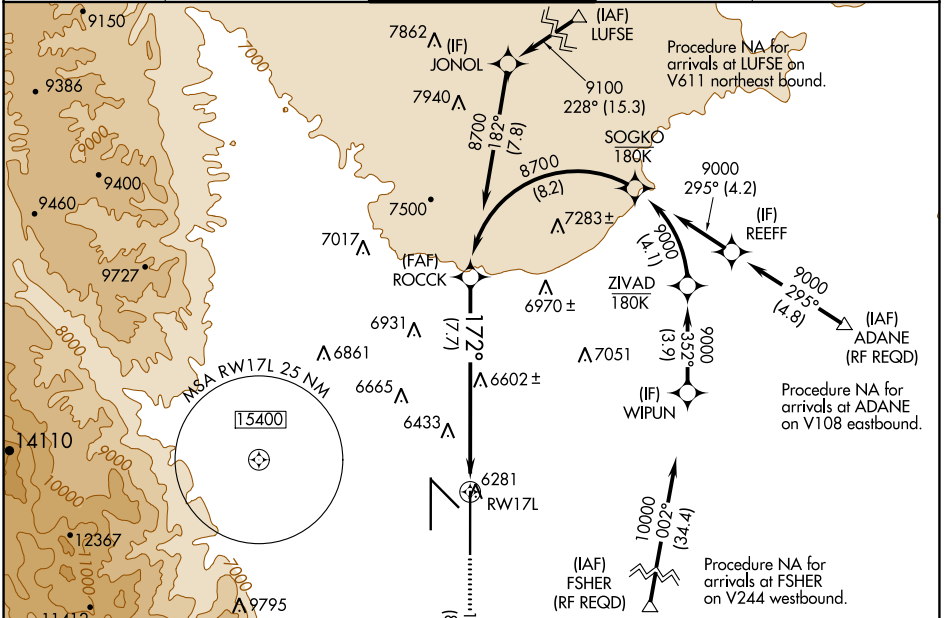 9150
9386
9000
9400
9460
9727
7000
8000
14110
9000
10000
12367
11000
7000
9795
7862
(IF)
JONOL
(IAF)
LUFSE
Procedure NA for
arrivals at LUFSE on
V611 northeast bound.
7940
9100
228° (15.3)
8700
182°
(7.8)
SOGKO
180K
8700
(8.2)
9000
295° (4.2)
7500
7283 ±
(IF)
REEFF
7017
(FAF)
ROCCK
9000
(4.1)
ZIVAD
180K
9000
295°
(4.8)
6970 ±
(IAF)
ADANE
(RF REQD)
6931
172°
(7.7)
6861
7051
9000
352°
(3.9)
MSA RW17L 25 NM
15400
6665
6602 ±
(IF)
WIPUN
Procedure NA for
arrivals at ADANE
on V108 eastbound.
6433
6281
RW17L
10000
002°
(34.4)
(IAF)
FSHER
(RF REQD)
Procedure NA for
arrivals at FSHER
on V244 westbound.